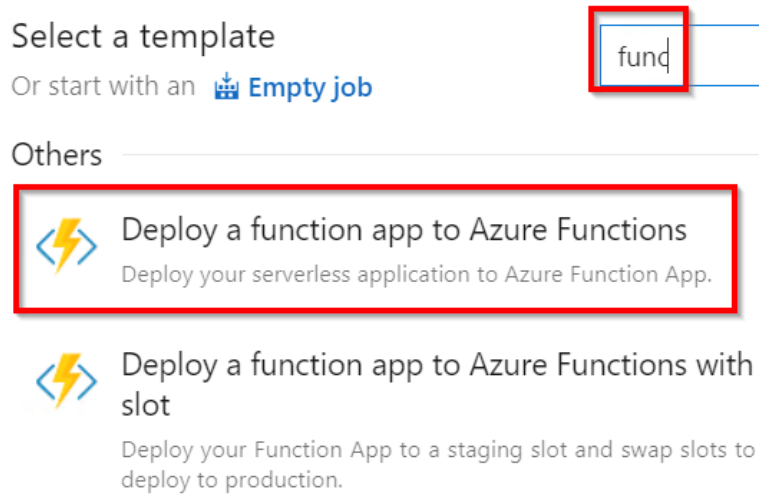 Select a template
func
Or start with an Empty job
Others
Deploy a function app to Azure Functions
Deploy your serverless application to Azure Function App.
Deploy a function app to Azure Functions with
slot
Deploy your Function App to a staging slot and swap slots to
deploy to production.